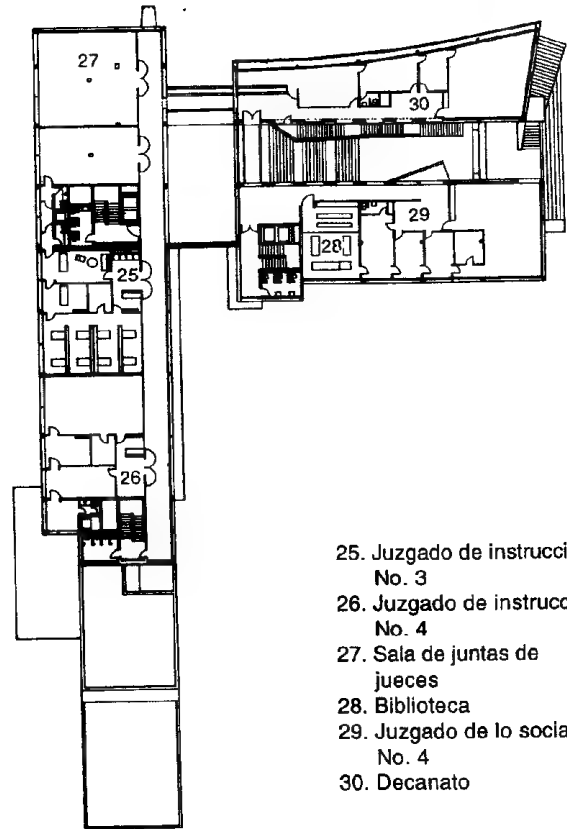 27
30
29
28
25
26
25. Juzgado de instrucci
No. 3
26. Juzgado de instrucc
No. 4
27. Sala de juntas de
jueces
28. Biblioteca
29. Juzgado de lo socia
No. 4
30. Decanato